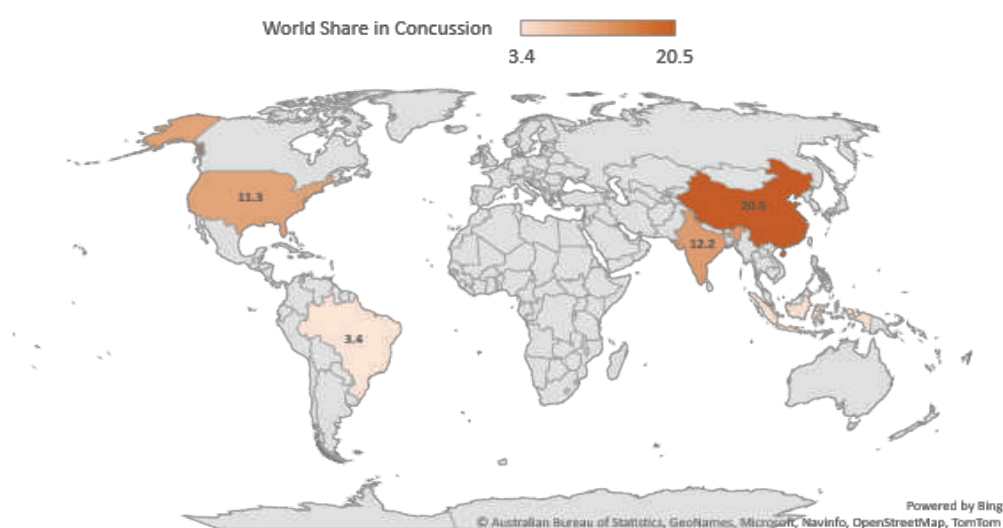 World Share in Concussion
3.4 20.5
11.3
20.5
12.2
3.4
Powered by Bing
© Australian Bureau of Statistics, GeoNames, Microsoft, Navinfo, OpenStreetMap, TomTom